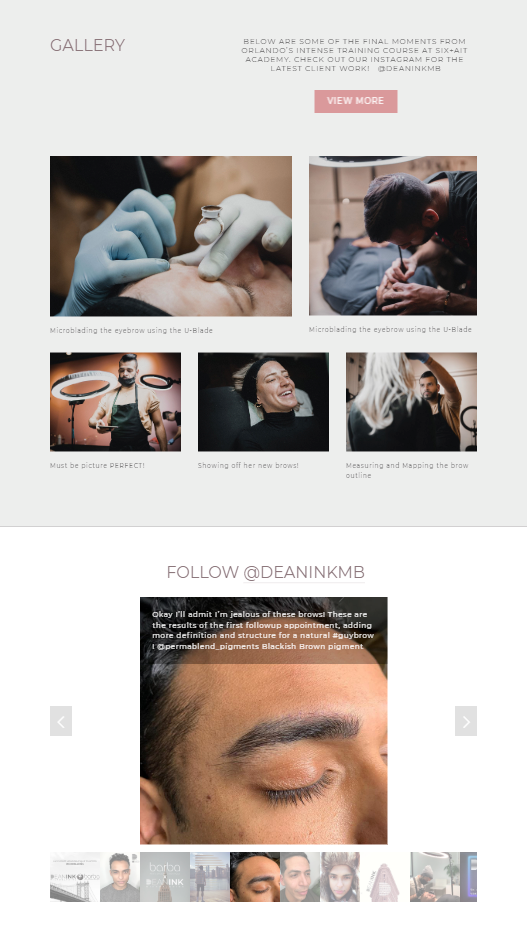 GALLERY
BELOW ARE SOME OF THE FINAL MOMENTS FROM
ORLANDO'S INTENSE TRAINING COURSE AT SIX+AIT
ACADEMY. CHECK OUT OUR INSTAGRAM FOR THE
LATEST CLIENT WORK! @DEANINKMB
VIEW MORE
Microblading the eyebrow using the U-Blade
Microblading the eyebrow using the U-Blade
Must be picture PERFECT!
Showing off her new brows!
Measuring and Mapping the brow
outline
FOLLOW @DEANINKMB
Okay I'll admit I'm jealous of these brows! These are
the results of the first followup appointment, adding
more definition and structure for a natural #guybrow
! @permablend_pigments Blackish Brown pigment
barba
DEANINK